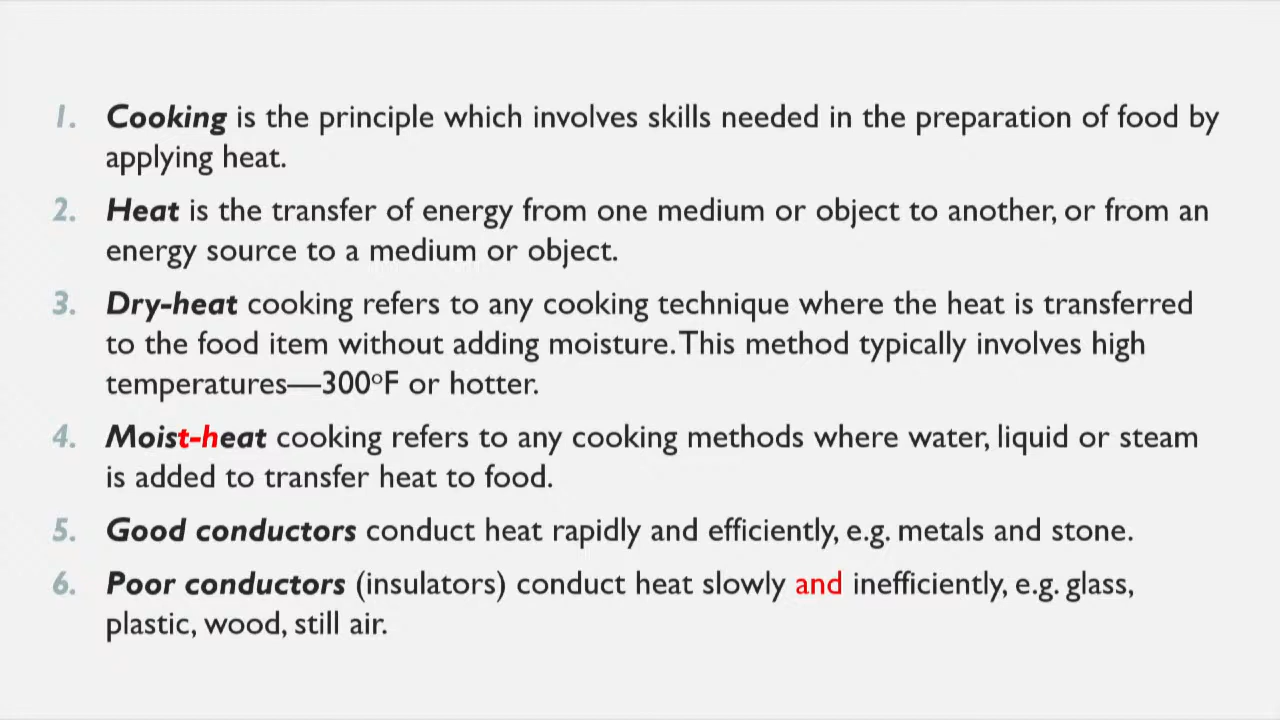 1. Cooking is the principle which involves skills needed in the preparation of food by
applying heat.
2. Heat is the transfer of energy from one medium or object to another, or from an
energy source to a medium or object.
3. Dry-heat cooking refers to any cooking technique where the heat is transferred
to the food item without adding moisture. This method typically involves high
temperatures—300°F or hotter.
4. Moist-heat cooking refers to any cooking methods where water, liquid or steam
is added to transfer heat to food.
5. Good conductors conduct heat rapidly and efficiently, e.g. metals and stone.
6. Poor conductors (insulators) conduct heat slowly and inefficiently, e.g. glass,
plastic, wood, still air.